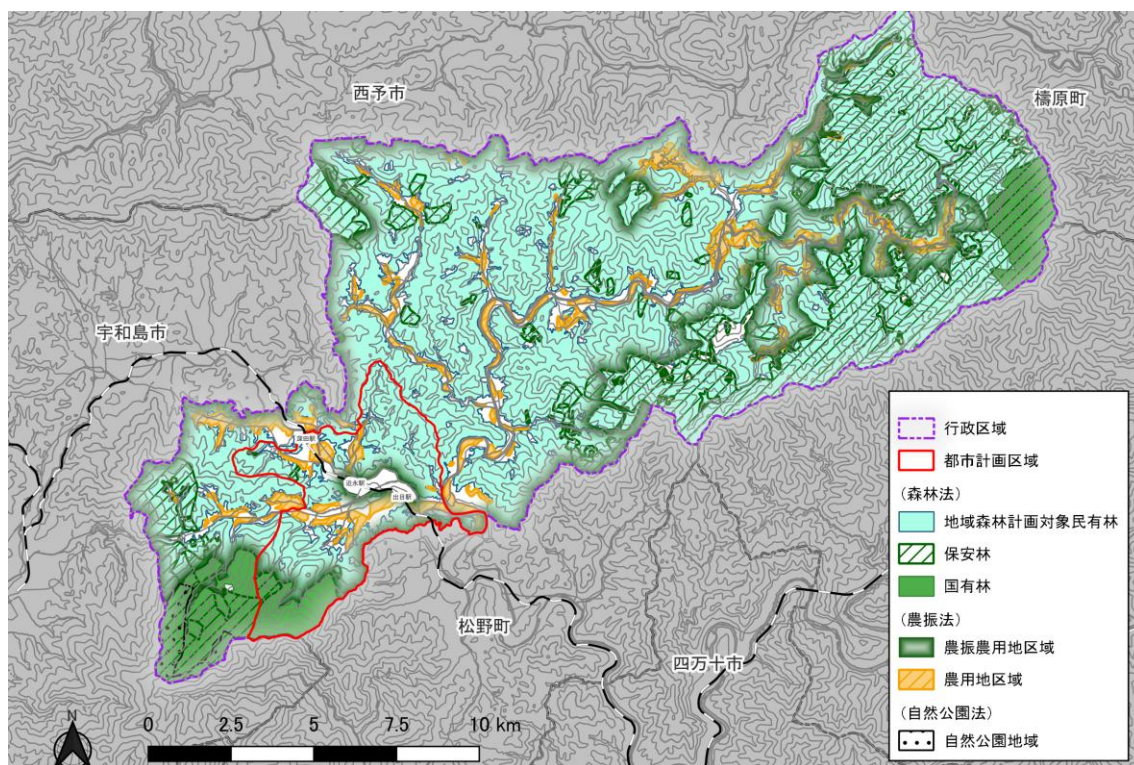 西予市
檮原町
宇和島市
深田駅
近永駅
出目駅
松野町
四万十市
N
0 2.5 5 7.5 10 km
行政区域
都市計画区域
(森林法)
地域森林計画対象民有林
保安林
国有林
(農振法)
農振農用地区域
農用地区域
(自然公園法)
自然公園地域